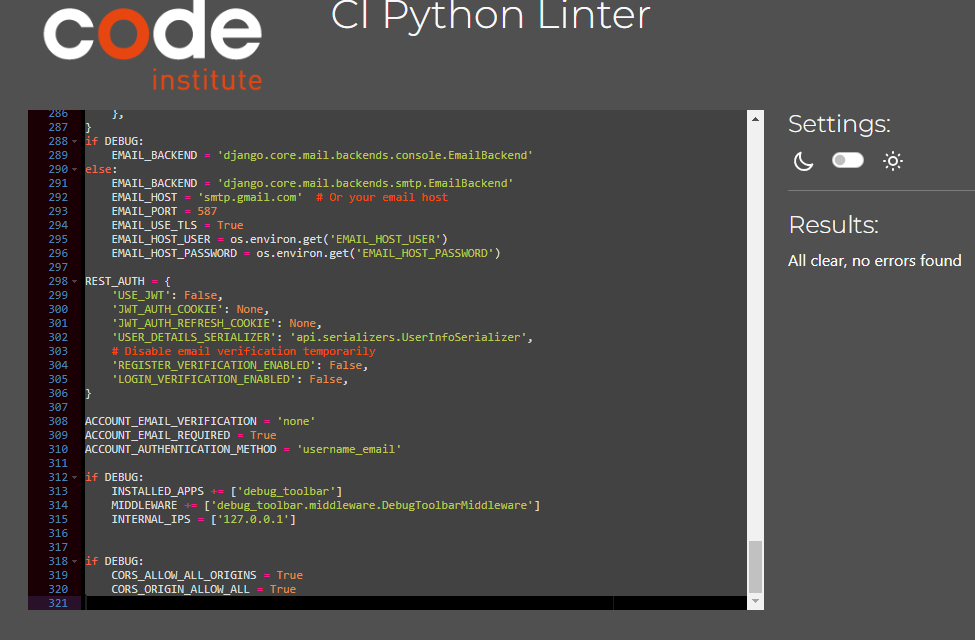 code
institute
CI Python Linter
286 },
287 }
288 if DEBUG:
289     EMAIL_BACKEND = 'django.core.mail.backends.console.EmailBackend'
290 else:
291     EMAIL_BACKEND = 'django.core.mail.backends.smtp.EmailBackend'
292     EMAIL_HOST = 'smtp.gmail.com'  # Or your email host
293     EMAIL_PORT = 587
294     EMAIL_USE_TLS = True
295     EMAIL_HOST_USER = os.environ.get('EMAIL_HOST_USER')
296     EMAIL_HOST_PASSWORD = os.environ.get('EMAIL_HOST_PASSWORD')
297
298 REST_AUTH = {
299     'USE_JWT': False,
300     'JWT_AUTH_COOKIE': None,
301     'JWT_AUTH_REFRESH_COOKIE': None,
302     'USER_DETAILS_SERIALIZER': 'api.serializers.UserInfoSerializer',
303     # Disable email verification temporarily
304     'REGISTER_VERIFICATION_ENABLED': False,
305     'LOGIN_VERIFICATION_ENABLED': False,
306 }
307
308 ACCOUNT_EMAIL_VERIFICATION = 'none'
309 ACCOUNT_EMAIL_REQUIRED = True
310 ACCOUNT_AUTHENTICATION_METHOD = 'username_email'
311
312 if DEBUG:
313     INSTALLED_APPS += ['debug_toolbar']
314     MIDDLEWARE += ['debug_toolbar.middleware.DebugToolbarMiddleware']
315     INTERNAL_IPS = ['127.0.0.1']
316
317
318 if DEBUG:
319     CORS_ALLOW_ALL_ORIGINS = True
320     CORS_ORIGIN_ALLOW_ALL = True
321
Settings:
Results:
All clear, no errors found